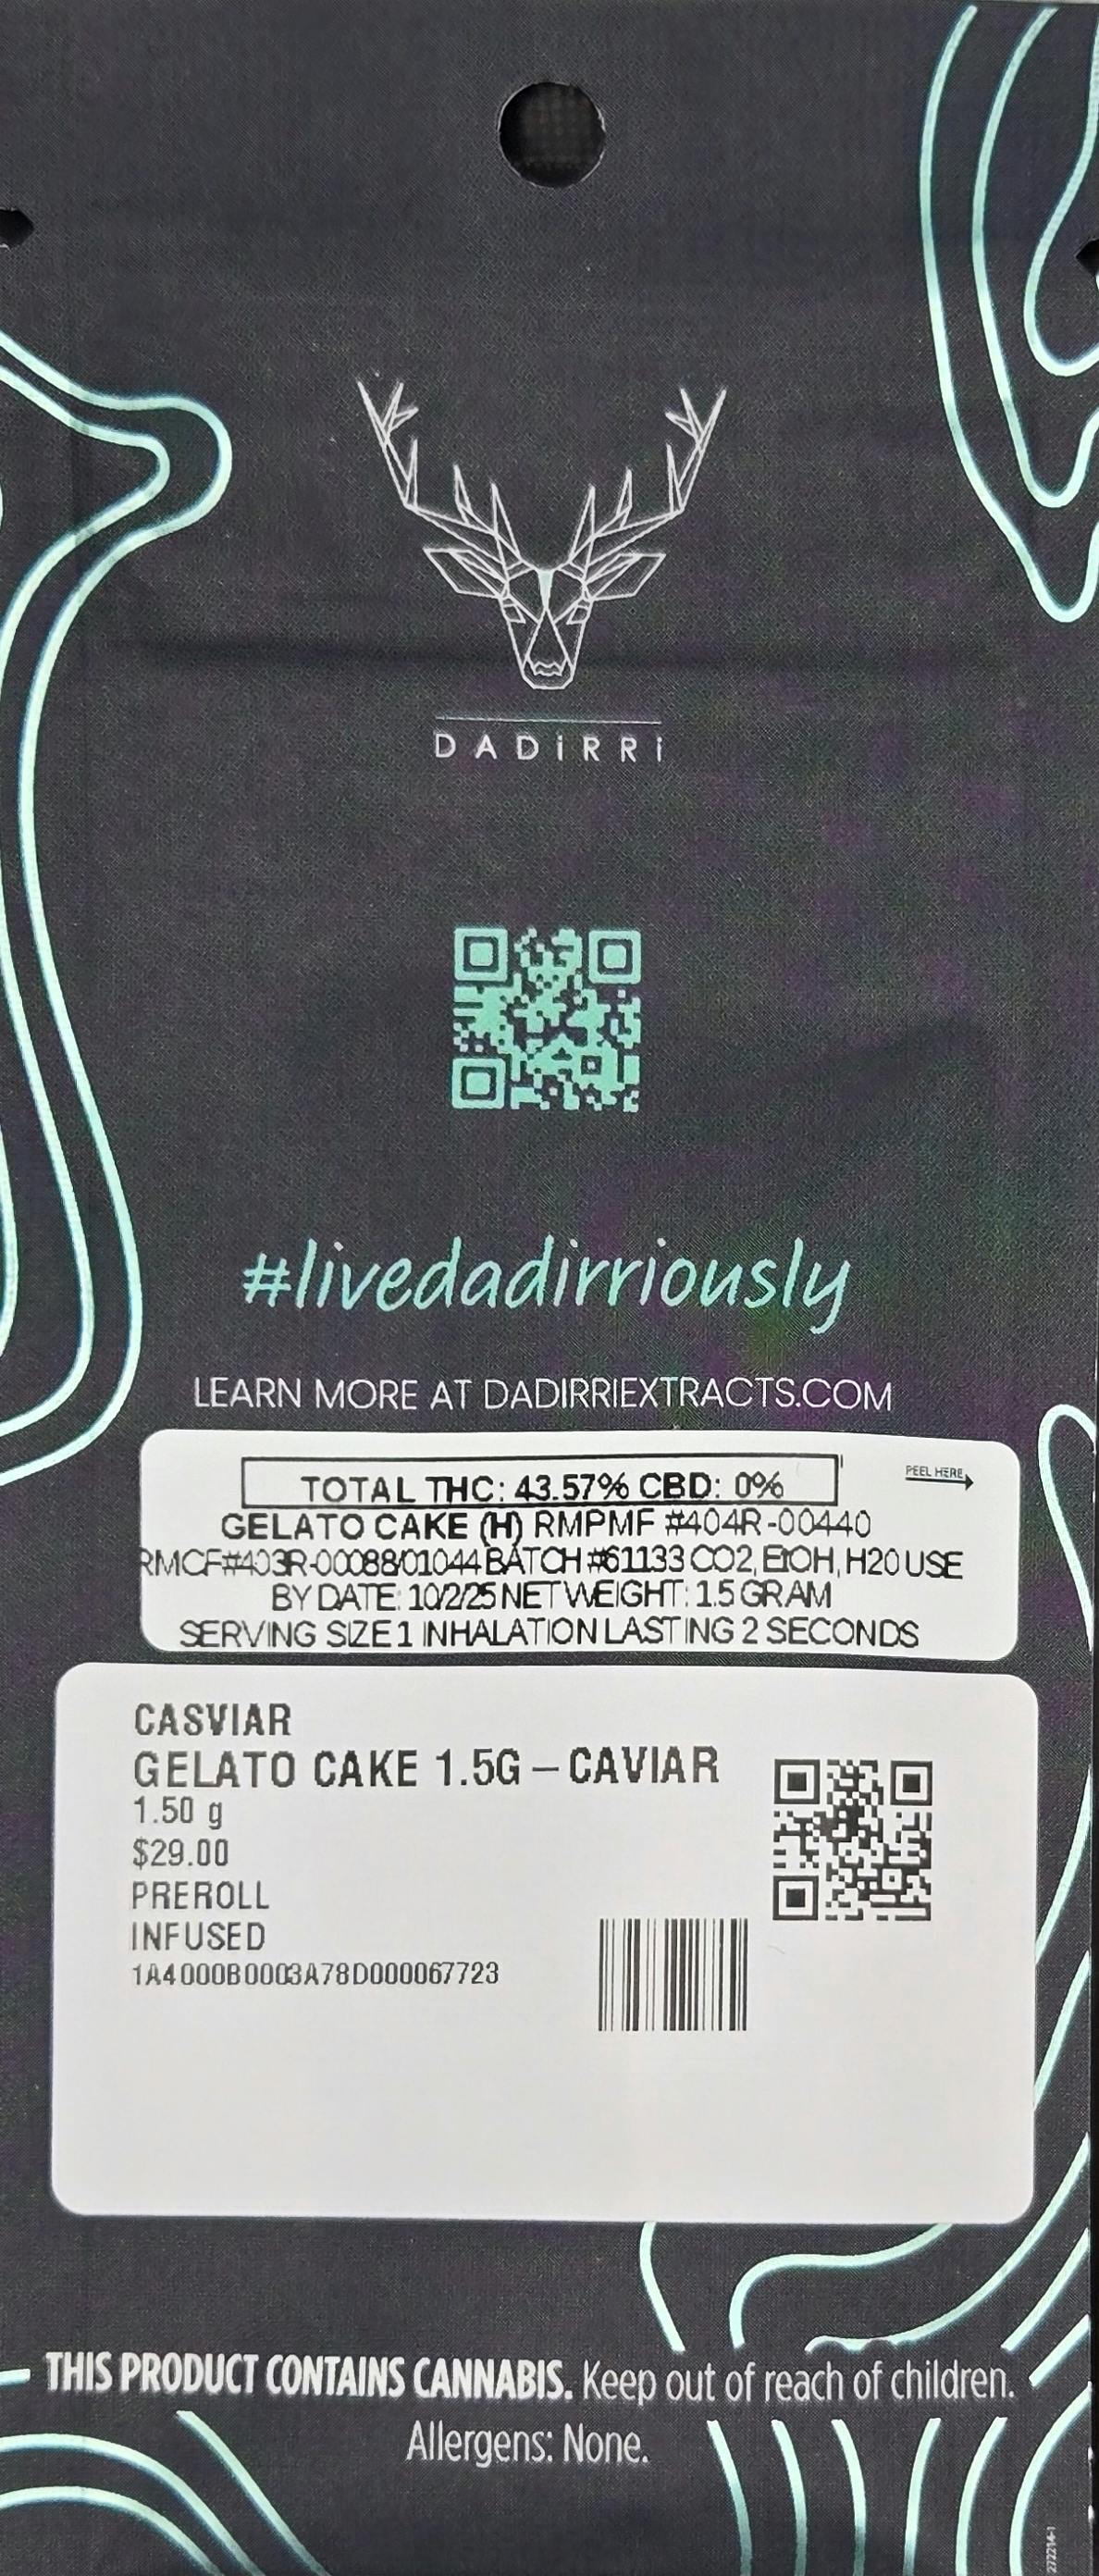 DADiRRi
#livedadirriously
LEARN MORE AT DADIRRIEXTRACTS.COM
PEEL HERE
TOTAL THC: 43.57% CBD: 0%
GELATO CAKE (H) RMPMF #404R-00440
RMCF#403R-00088/01044 BATCH #61133 CO2, EtOH, H20 USE
BY DATE: 10/2/25 NET WEIGHT: 1.5 GRAM
SERVING SIZE 1 INHALATION LASTING 2 SECONDS
CASVIAR
GELATO CAKE 1.5G – CAVIAR
1.50 g
$29.00
PREROLL
INFUSED
1A4000B0003A78D000067723
THIS PRODUCT CONTAINS CANNABIS. Keep out of reach of children.
Allergens: None.
272214-1